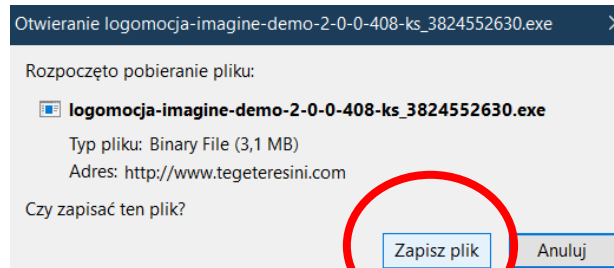 Otwieranie logomocja-imagine-demo-2-0-0-408-ks_3824552630.exe
Rozpoczęto pobieranie pliku:
logomocja-imagine-demo-2-0-0-408-ks_3824552630.exe
Typ pliku: Binary File (3,1 MB)
Adres: http://www.tegeteresini.com
Czy zapisać ten plik?
Zapisz plik Anuluj